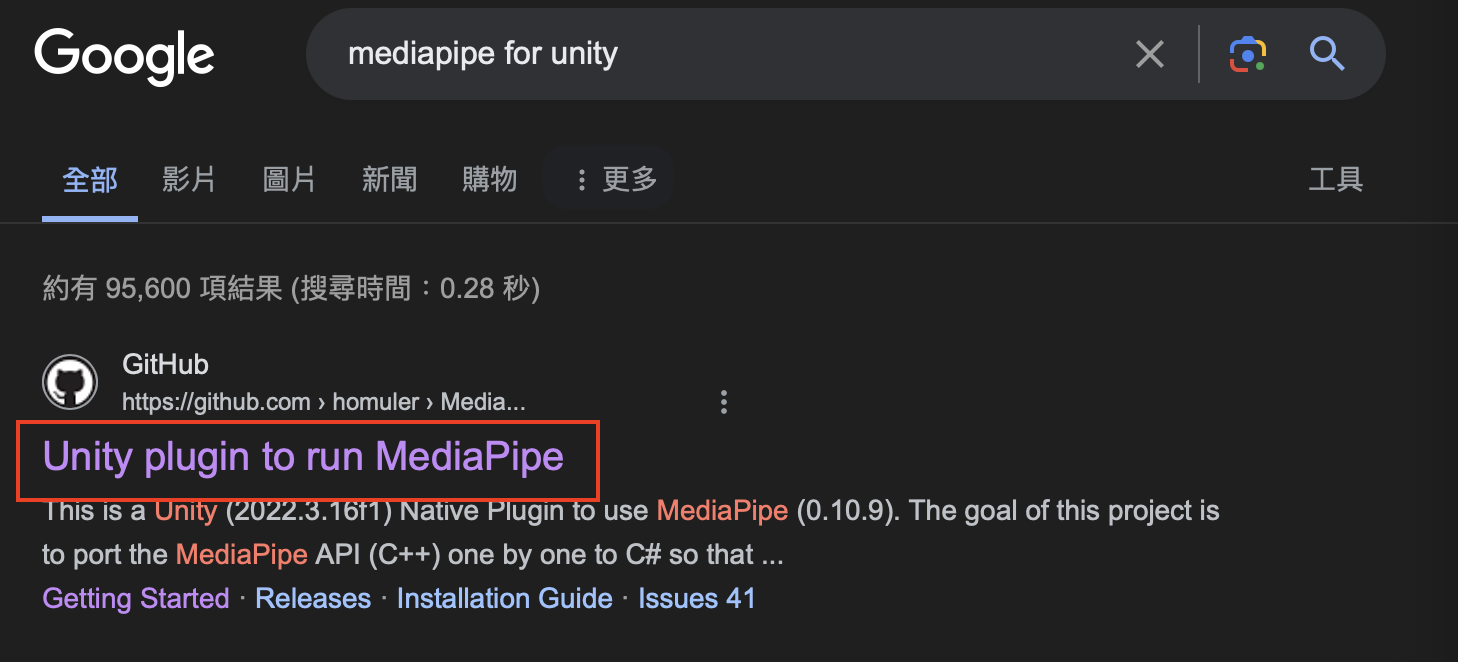 Google
mediapipe for unity
全部 影片 圖片 新聞 購物 ⋮ 更多 工具
約有 95,600 項結果 (搜尋時間：0.28 秒)
GitHub
https://github.com › homuler › Media...
Unity plugin to run MediaPipe
This is a Unity (2022.3.16f1) Native Plugin to use MediaPipe (0.10.9). The goal of this project is
to port the MediaPipe API (C++) one by one to C# so that ...
Getting Started · Releases · Installation Guide · Issues 41